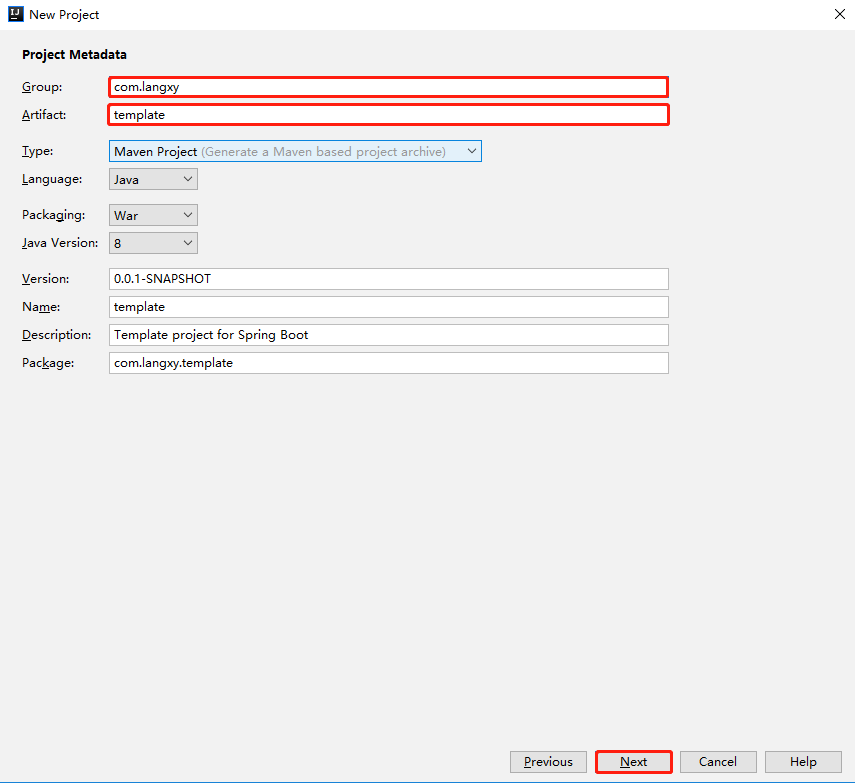 IJ New Project
Project Metadata
Group: com.langxy
Artifact: template
Type: Maven Project (Generate a Maven based project archive)
Language: Java
Packaging: War
Java Version: 8
Version: 0.0.1-SNAPSHOT
Name: template
Description: Template project for Spring Boot
Package: com.langxy.template
Previous Next Cancel Help